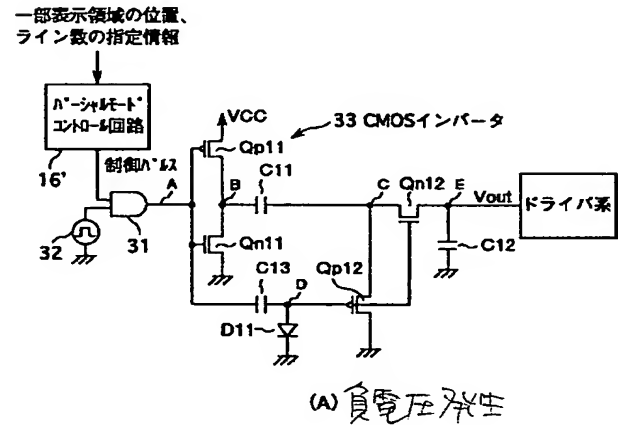 一部表示領域の位置、
ライン数の指定情報
パーシャルモード
コントロール回路
16'
制御パルス
VCC
33 CMOSインバータ
Qp11
C11
A
B
C
Qn12
E
Vout
ドライバ系
32
31
Qn11
C12
C13
Qp12
D
D11
(A) 負電圧発生